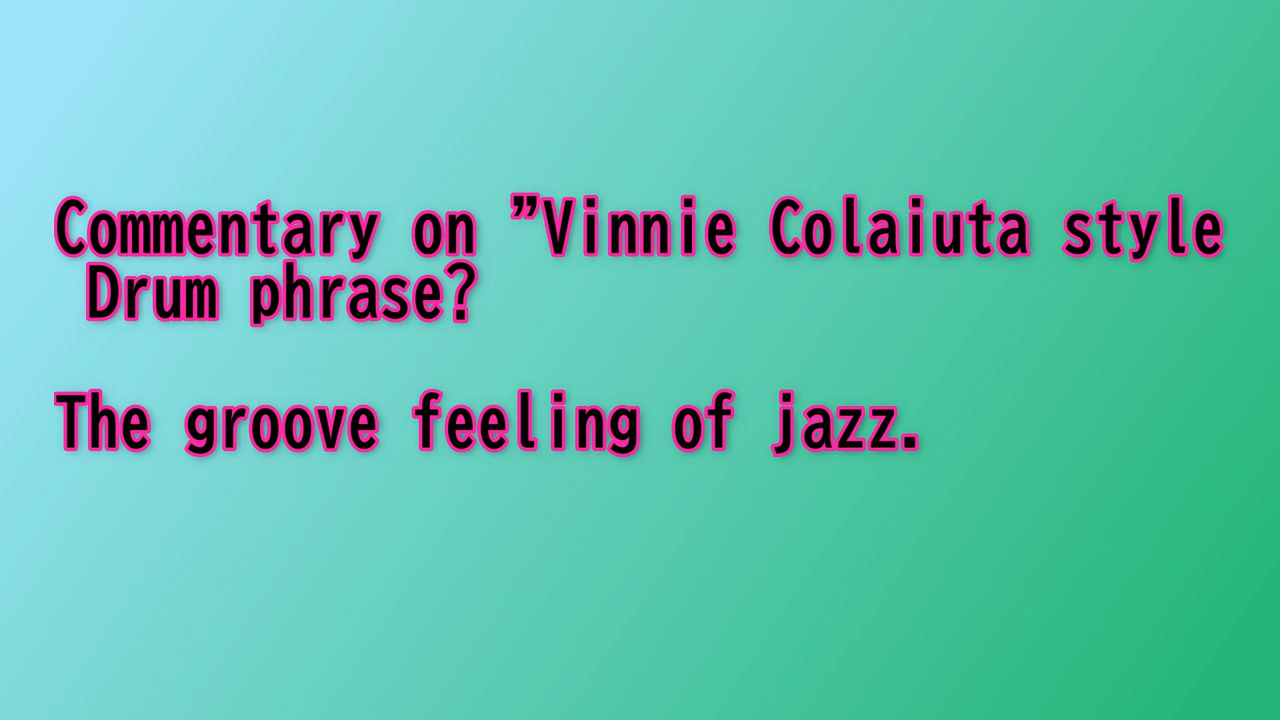 Commentary on ”Vinnie Colaiuta style
Drum phrase?
The groove feeling of jazz.